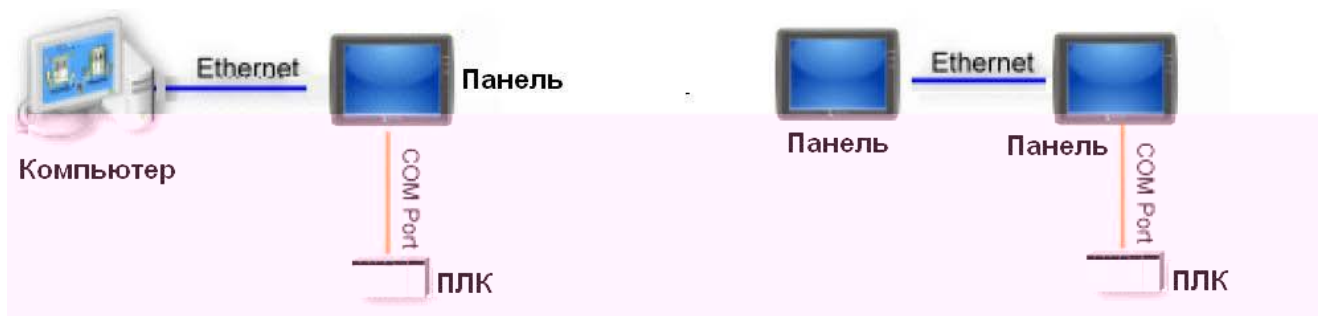 Ethernet
Панель
Компьютер
COM Port
ПЛК
Ethernet
Панель
Панель
COM Port
ПЛК